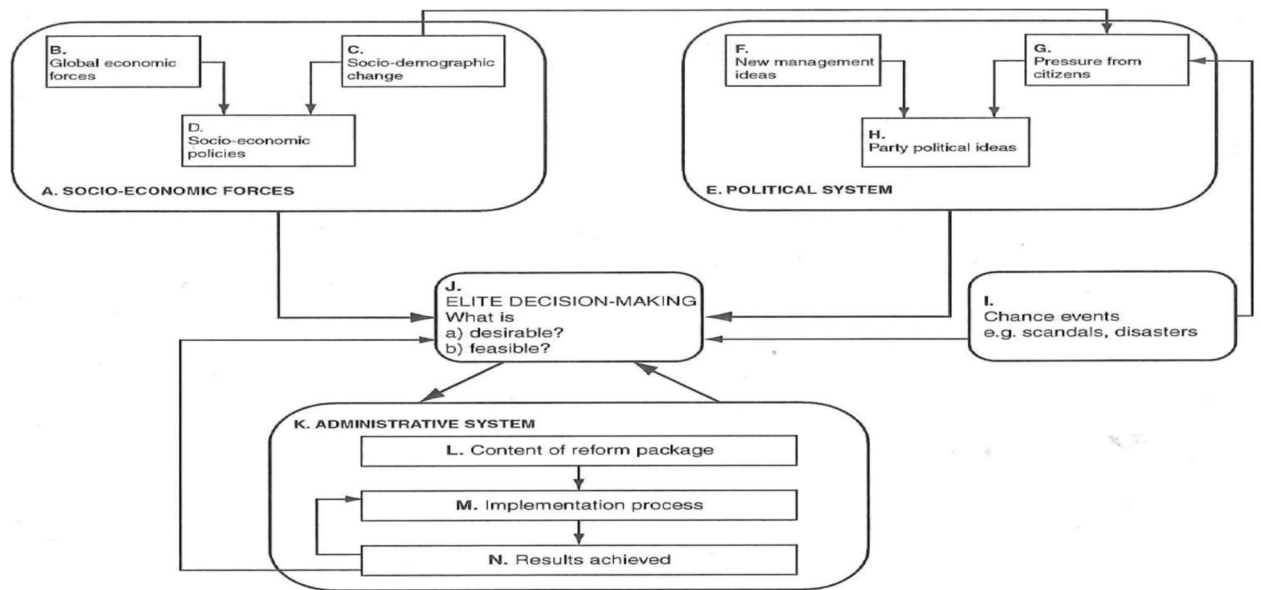 B.
Global economic
forces
C.
Socio-demographic
change
D.
Socio-economic
policies
A. SOCIO-ECONOMIC FORCES
F.
New management
ideas
G.
Pressure from
citizens
H.
Party political ideas
E. POLITICAL SYSTEM
J.
ELITE DECISION-MAKING
What is
a) desirable?
b) feasible?
I.
Chance events
e.g. scandals, disasters
K. ADMINISTRATIVE SYSTEM
L. Content of reform package
M. Implementation process
N. Results achieved